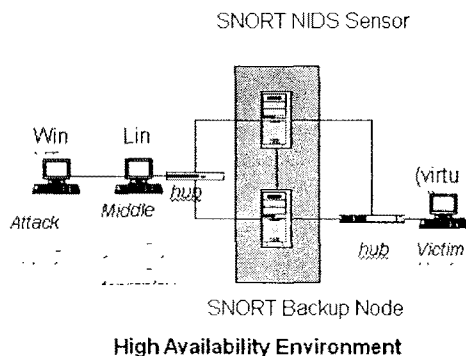 SNORT NIDS Sensor
Win
Lin
(virtu
hub
Attack
Middle
hub
Victim
SNORT Backup Node
High Availability Environment